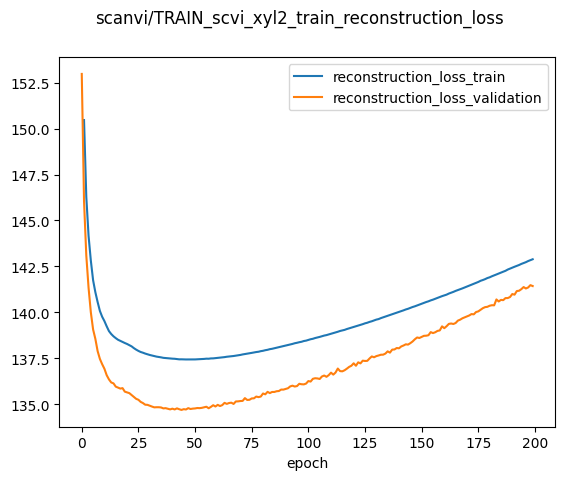 scanvi/TRAIN_scvi_xyl2_train_reconstruction_loss
reconstruction_loss_train
reconstruction_loss_validation
152.5
150.0
147.5
145.0
142.5
140.0
137.5
135.0
0 25 50 75 100 125 150 175 200
epoch